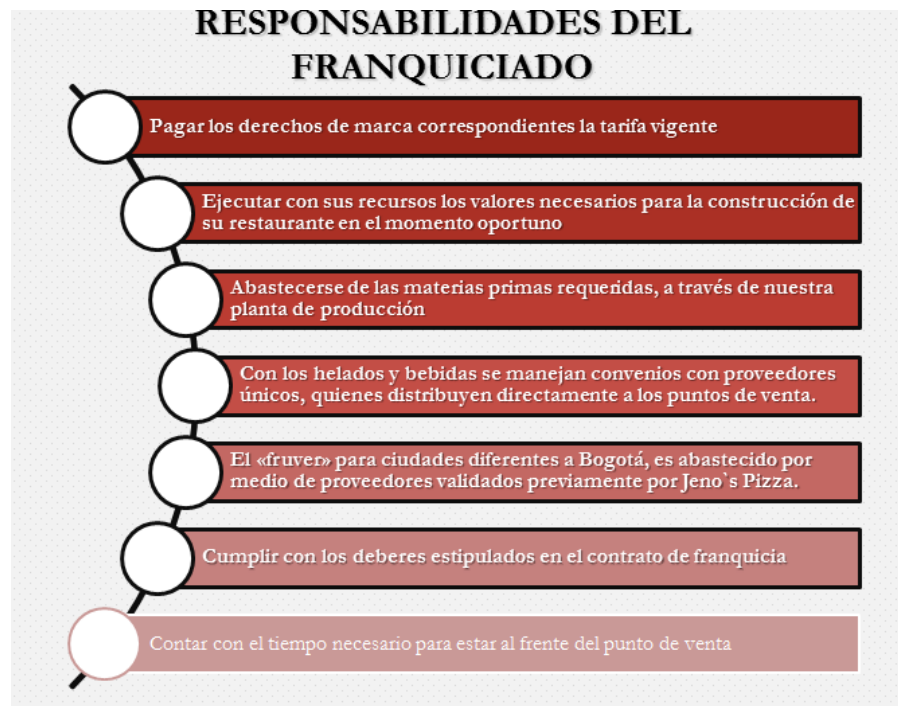 RESPONSABILIDADES DEL
FRANQUICIADO
Pagar los derechos de marca correspondientes la tarifa vigente
Ejecutar con sus recursos los valores necesarios para la construcción de
su restaurante en el momento oportuno
Abastecerse de las materias primas requeridas, a través de nuestra
planta de producción
Con los helados y bebidas se manejan convenios con proveedores
únicos, quienes distribuyen directamente a los puntos de venta.
El «fruver» para ciudades diferentes a Bogotá, es abastecido por
medio de proveedores validados previamente por Jeno`s Pizza.
Cumplir con los deberes estipulados en el contrato de franquicia
Contar con el tiempo necesario para estar al frente del punto de venta